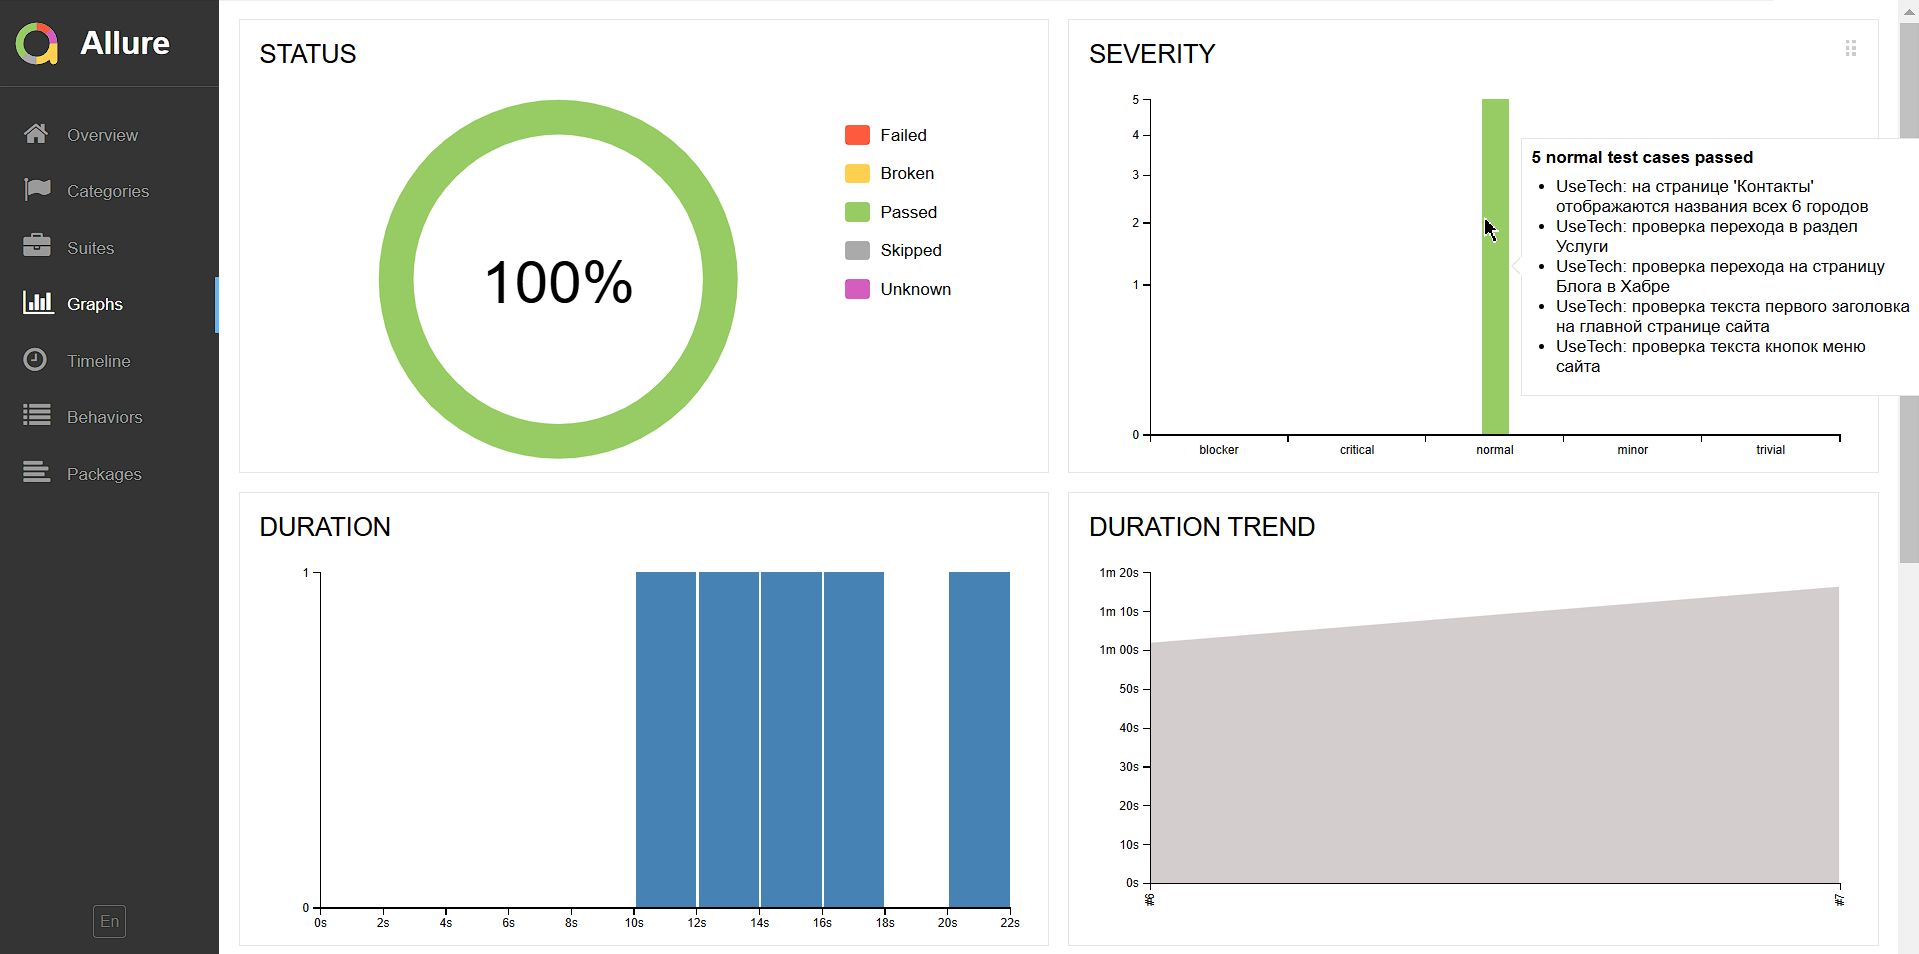 Allure
Overview
Categories
Suites
Graphs
Timeline
Behaviors
Packages
En
STATUS
100%
Failed
Broken
Passed
Skipped
Unknown
SEVERITY
5
4
3
2
1
0
blocker
critical
normal
minor
trivial
5 normal test cases passed
UseTech: на странице 'Контакты'
отображаются названия всех 6 городов
UseTech: проверка перехода в раздел
Услуги
UseTech: проверка перехода на страницу
Блога в Хабре
UseTech: проверка текста первого заголовка
на главной странице сайта
UseTech: проверка текста кнопок меню
сайта
DURATION
1
0
0s
2s
4s
6s
8s
10s
12s
14s
16s
18s
20s
22s
DURATION TREND
1m 20s
1m 10s
1m 00s
50s
40s
30s
20s
10s
0s
#6
#7